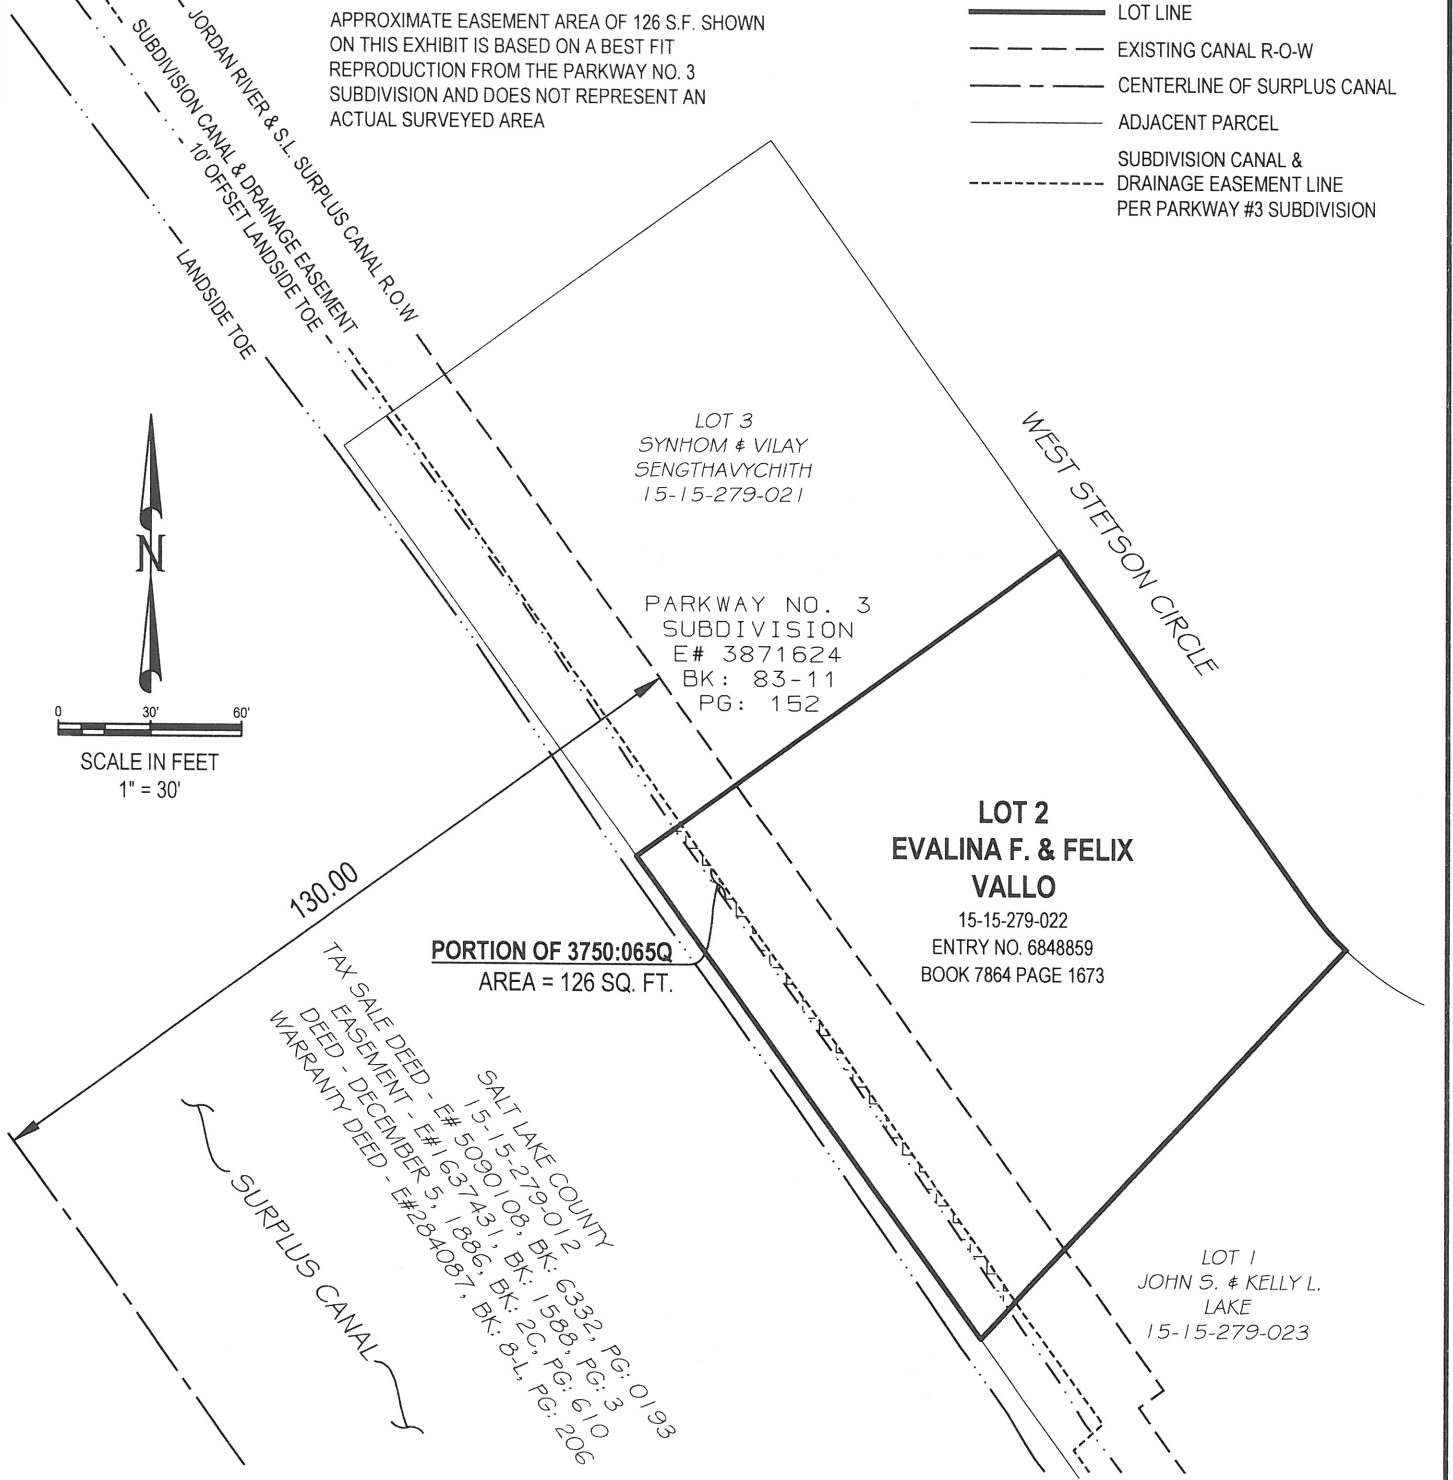 APPROXIMATE EASEMENT AREA OF 126 S.F. SHOWN
ON THIS EXHIBIT IS BASED ON A BEST FIT
REPRODUCTION FROM THE PARKWAY NO. 3
SUBDIVISION AND DOES NOT REPRESENT AN
ACTUAL SURVEYED AREA
LOT LINE
EXISTING CANAL R-O-W
CENTERLINE OF SURPLUS CANAL
ADJACENT PARCEL
SUBDIVISION CANAL &
DRAINAGE EASEMENT LINE
PER PARKWAY #3 SUBDIVISION
JORDAN RIVER & S.L. SURPLUS CANAL R.O.W
SUBDIVISION CANAL & DRAINAGE EASEMENT
10' OFFSET LANDSIDE TOE
LANDSIDE TOE
LOT 3
SYNHOM & VILAY
SENGTHAVYCHITH
15-15-279-021
WEST STETSON CIRCLE
N
0 30' 60'
SCALE IN FEET
1" = 30'
PARKWAY NO. 3
SUBDIVISION
E# 3871624
BK: 83-11
PG: 152
LOT 2
EVALINA F. & FELIX
VALLO
15-15-279-022
ENTRY NO. 6848859
BOOK 7864 PAGE 1673
130.00
PORTION OF 3750:065Q
AREA = 126 SQ. FT.
SALT LAKE COUNTY
15-15-279-012
TAX SALE DEED - E# 5090108, BK: 6332, PG: 0193
EASEMENT - E#1637431, BK: 1588, PG: 3
DEED - DECEMBER 5, 1886, BK: 2C, PG: 610
WARRANTY DEED - E#284087, BK: 8-L, PG: 206
SURPLUS CANAL
LOT 1
JOHN S. & KELLY L.
LAKE
15-15-279-023